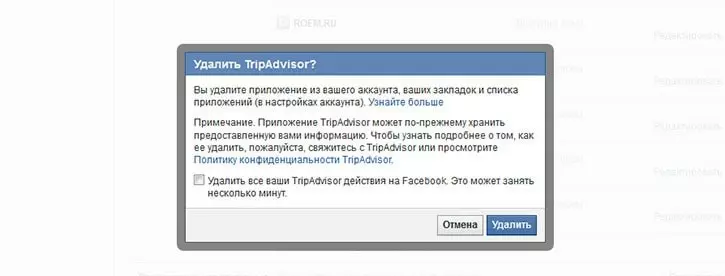 ROEM.RU
Удалить TripAdvisor?
Вы удалите приложение из вашего аккаунта, ваших закладок и списка
приложений (в настройках аккаунта). Узнайте больше
Примечание. Приложение TripAdvisor может по-прежнему хранить
предоставленную вами информацию. Чтобы узнать подробнее о том, как
ее удалить, пожалуйста, свяжитесь с TripAdvisor или просмотрите
Политику конфиденциальности TripAdvisor.
Удалить все ваши TripAdvisor действия на Facebook. Это может занять
несколько минут.
Отмена Удалить